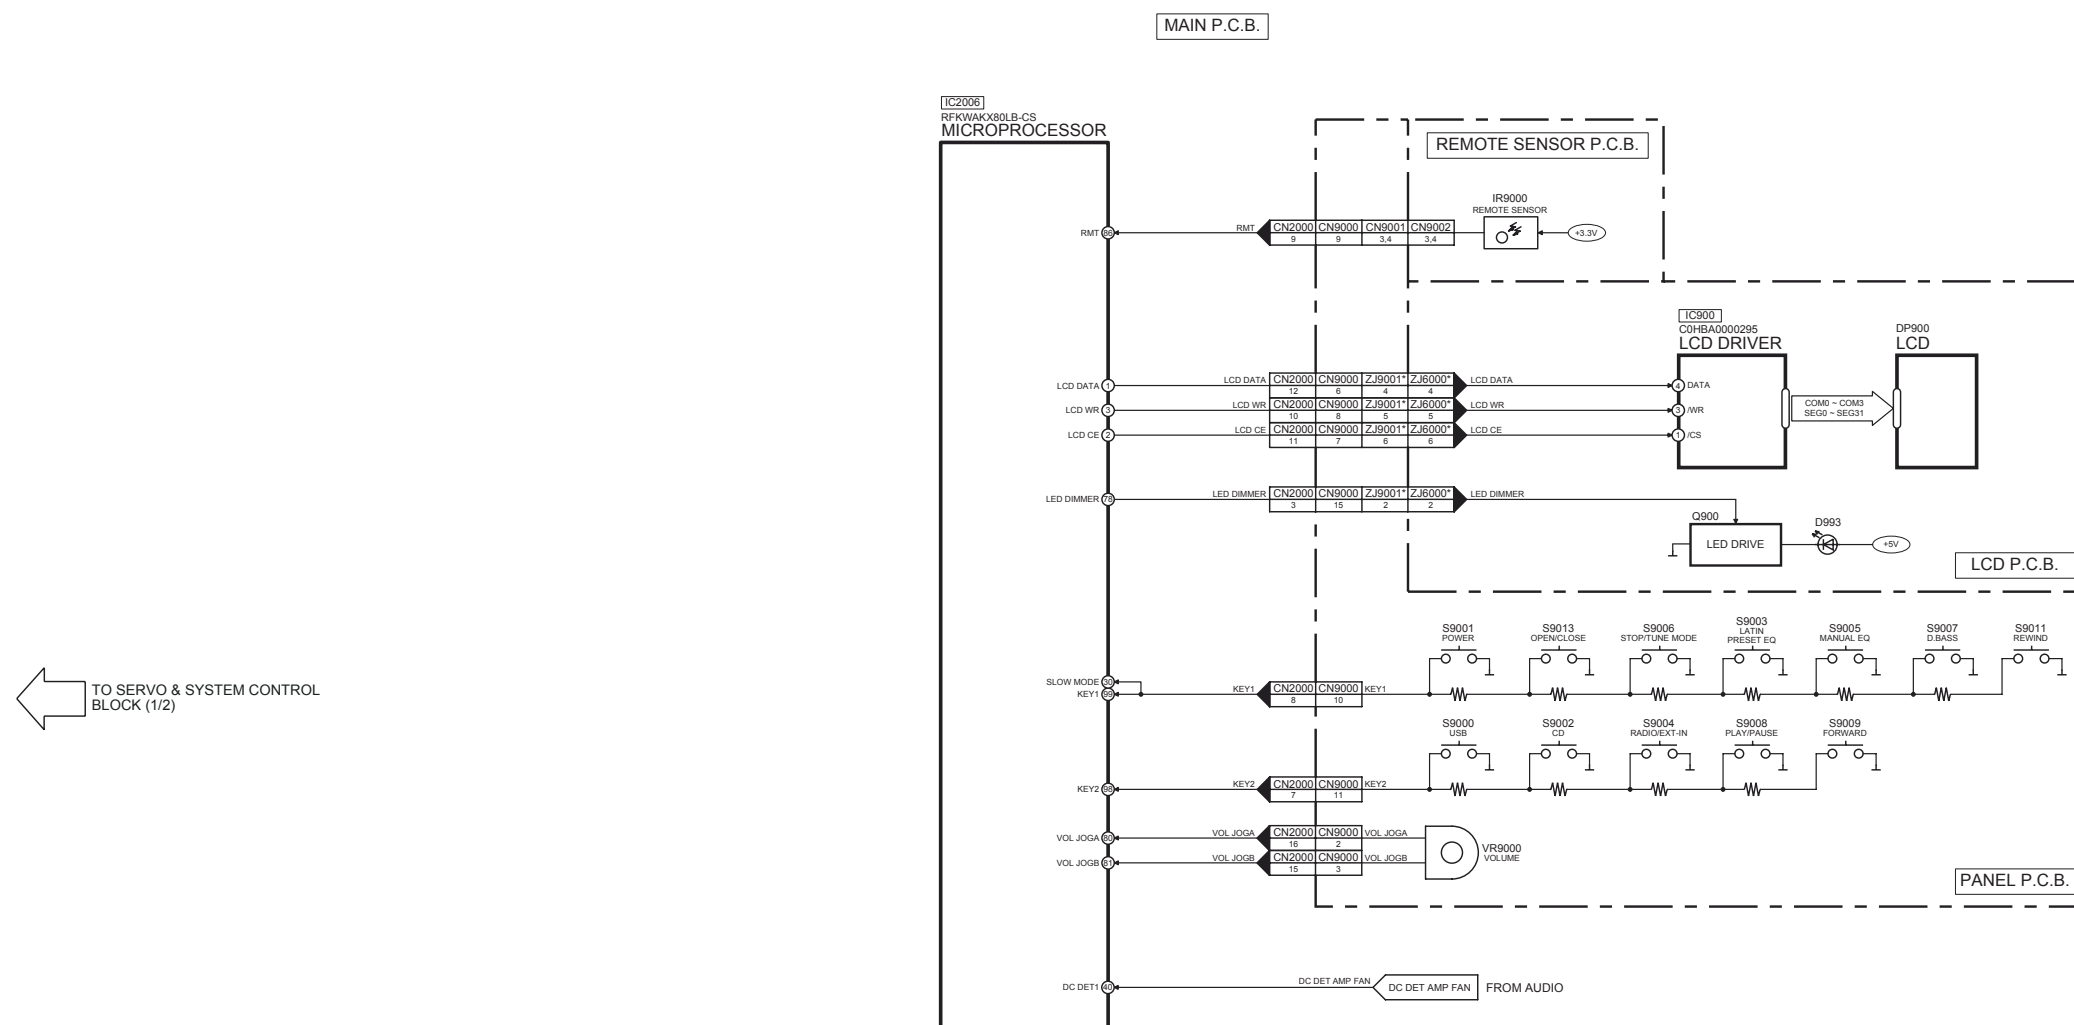 MAIN P.C.B.
IC2006
RFKWAKX80LB-CS
MICROPROCESSOR
REMOTE SENSOR P.C.B.
IR9000
REMOTE SENSOR
RMT 86
RMT CN2000 CN9000 CN9001 CN9002
9 9 3,4 3,4
+3.3V
IC900
C0HBA0000295
LCD DRIVER
DP900
LCD
LCD DATA 1
LCD DATA CN2000 CN9000 ZJ9001* ZJ6000* LCD DATA
12 6 4 4
4 DATA
LCD WR 3
LCD WR CN2000 CN9000 ZJ9001* ZJ6000* LCD WR
10 8 5 5
3 /WR
COM0 ~ COM3
SEG0 ~ SEG31
LCD CE 2
LCD CE CN2000 CN9000 ZJ9001* ZJ6000* LCD CE
11 7 6 6
1 /CS
LED DIMMER 78
LED DIMMER CN2000 CN9000 ZJ9001* ZJ6000* LED DIMMER
3 15 2 2
Q900
LED DRIVE
D993
+5V
LCD P.C.B.
S9001
POWER
S9013
OPEN/CLOSE
S9006
STOP/TUNE MODE
S9003
LATIN
PRESET EQ
S9005
MANUAL EQ
S9007
D.BASS
S9011
REWIND
TO SERVO & SYSTEM CONTROL
BLOCK (1/2)
SLOW MODE 30
KEY1 99
KEY1 CN2000 CN9000 KEY1
8 10
S9000
USB
S9002
CD
S9004
RADIO/EXT-IN
S9008
PLAY/PAUSE
S9009
FORWARD
KEY2 98
KEY2 CN2000 CN9000 KEY2
7 11
VOL JOGA 80
VOL JOGA CN2000 CN9000 VOL JOGA
16 2
VOL JOGB 81
VOL JOGB CN2000 CN9000 VOL JOGB
15 3
VR9000
VOLUME
PANEL P.C.B.
DC DET1 40
DC DET AMP FAN
DC DET AMP FAN
FROM AUDIO